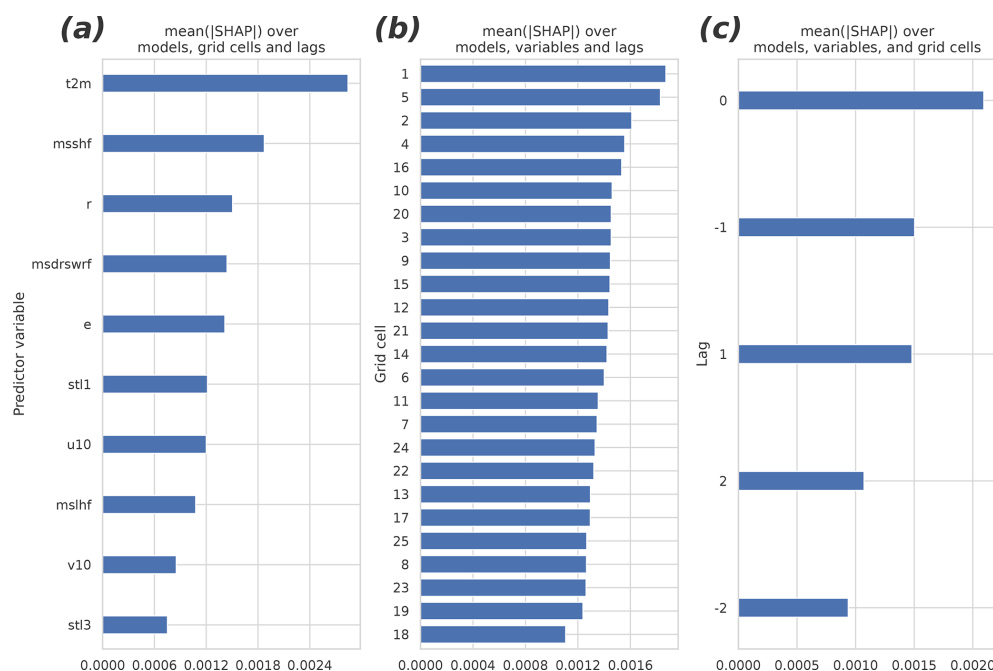 (a)
mean(|SHAP|) over
models, grid cells and lags
Predictor variable
t2m
msshf
r
msdrswrf
e
stl1
u10
mslhf
v10
stl3
0.0000 0.0006 0.0012 0.0018 0.0024
(b)
mean(|SHAP|) over
models, variables and lags
Grid cell
1
5
2
4
16
10
20
3
9
15
12
21
14
6
11
7
24
22
13
17
25
8
23
19
18
0.0000 0.0004 0.0008 0.0012 0.0016
(c)
mean(|SHAP|) over
models, variables, and grid cells
Lag
0
-1
1
2
-2
0.0000 0.0005 0.0010 0.0015 0.0020